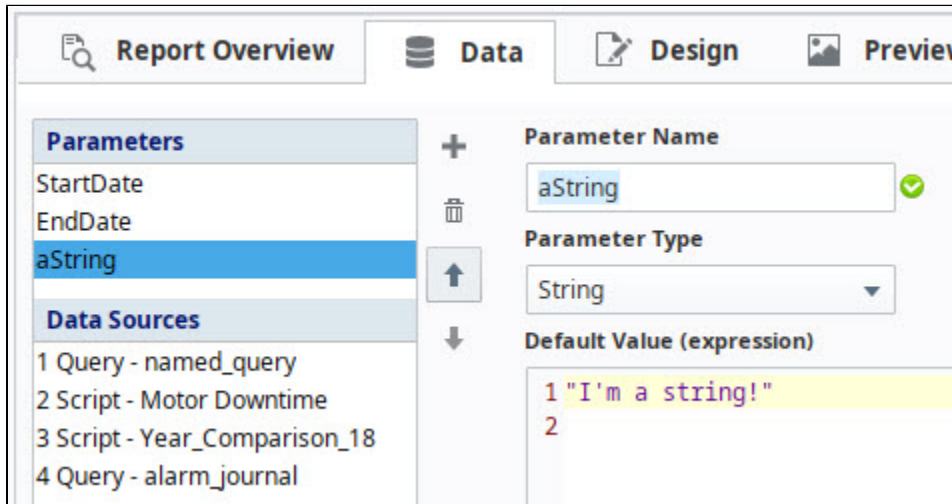 Report Overview
Data
Design
Preview
Parameters
StartDate
EndDate
aString
Data Sources
1 Query - named_query
2 Script - Motor Downtime
3 Script - Year_Comparison_18
4 Query - alarm_journal
Parameter Name
aString
Parameter Type
String
Default Value (expression)
1 "I'm a string!"
2